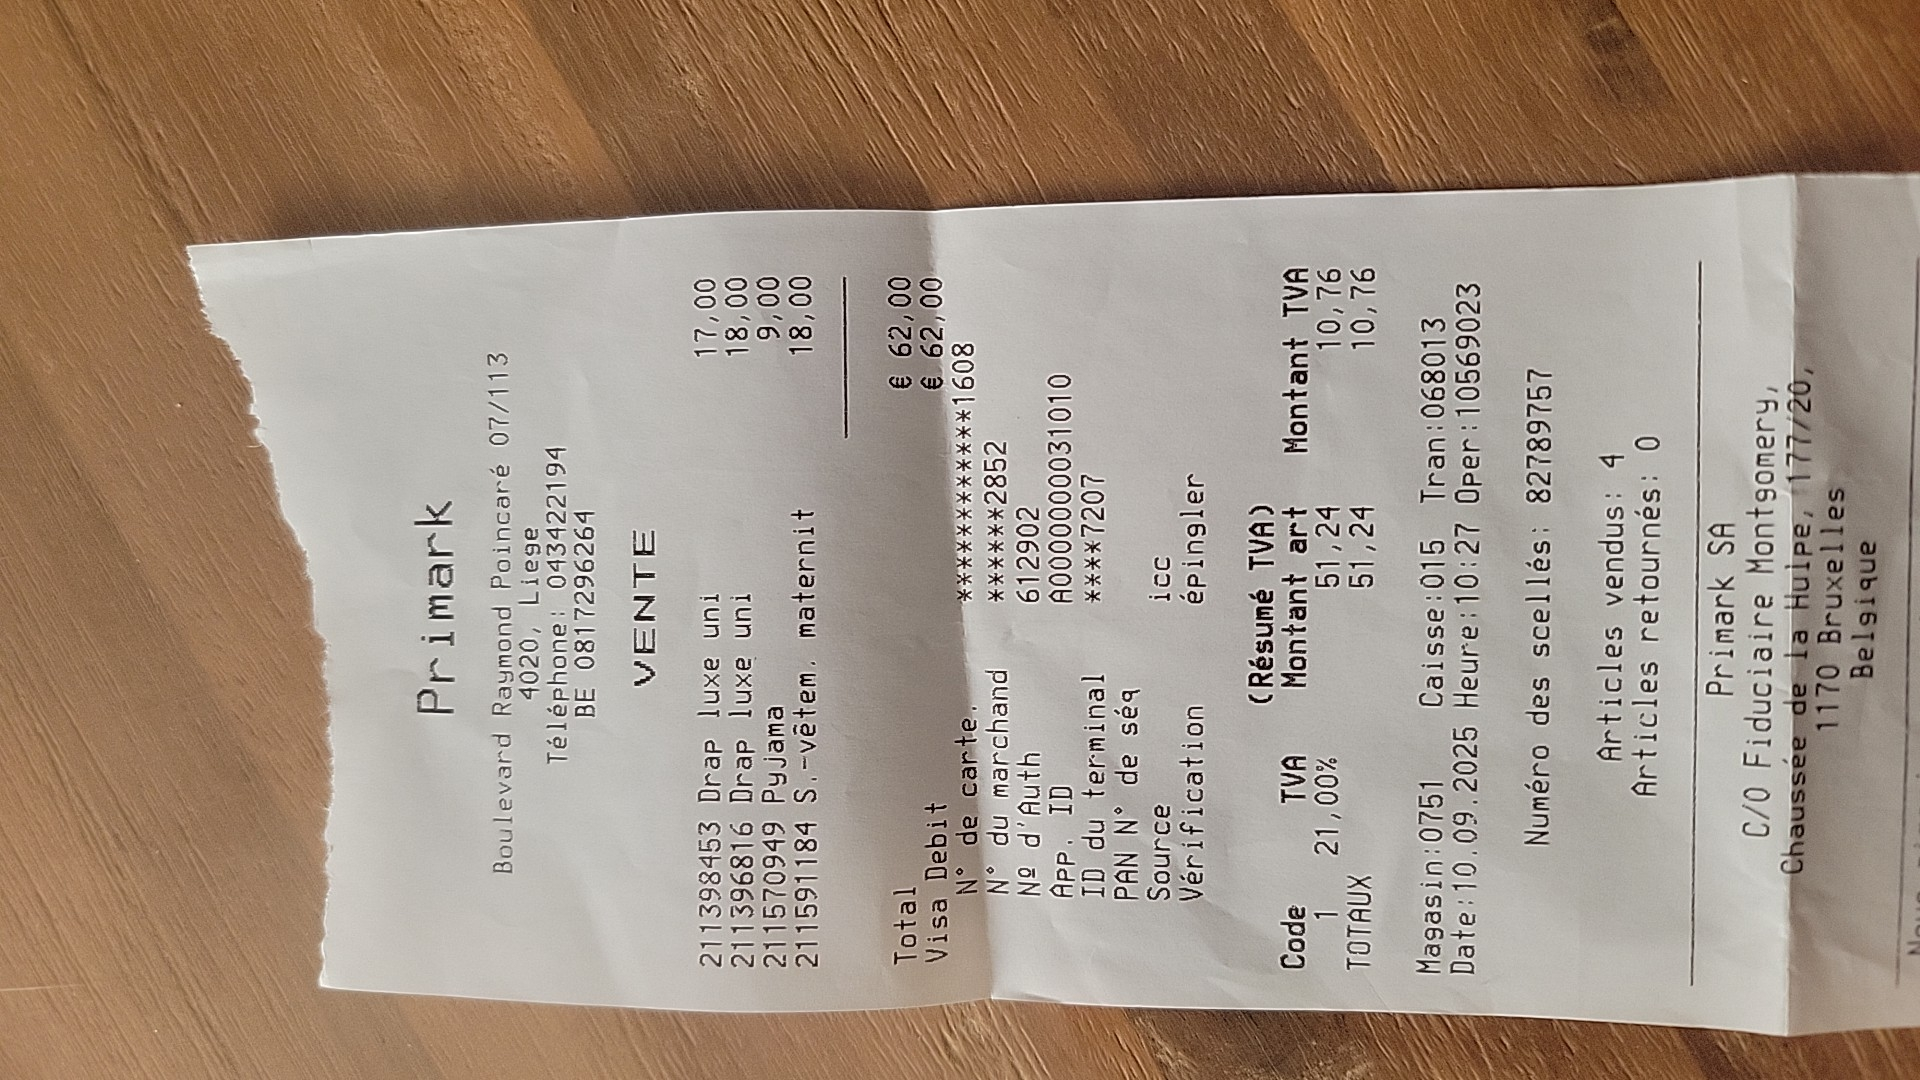 Primark
Boulevard Raymond Poincaré 07/113
4020, Liege
Téléphone: 043422194
BE 0817296264
VENTE
211398453 Drap luxe uni 17,00
211396816 Drap luxe uni 18,00
211570949 Pyjama 9,00
211591184 S.-vêtem. maternit 18,00
Total € 62,00
Visa Debit € 62,00
N° de carte. ************1608
N° du marchand ******2852
Nº d'Auth 612902
App. ID A0000000031010
ID du terminal ****7207
PAN N° de séq
Source icc
Vérification épingler
(Résumé TVA)
Code TVA Montant art Montant TVA
1 21,00% 51,24 10,76
TOTAUX 51,24 10,76
Magasin:0751 Caisse:015 Tran:068013
Date:10.09.2025 Heure:10:27 Oper:10569023
Numéro des scellés: 82789757
Articles vendus: 4
Articles retournés: 0
Primark SA
C/O Fiduciaire Montgomery,
Chaussée de la Hulpe, 177/20,
1170 Bruxelles
Belgique